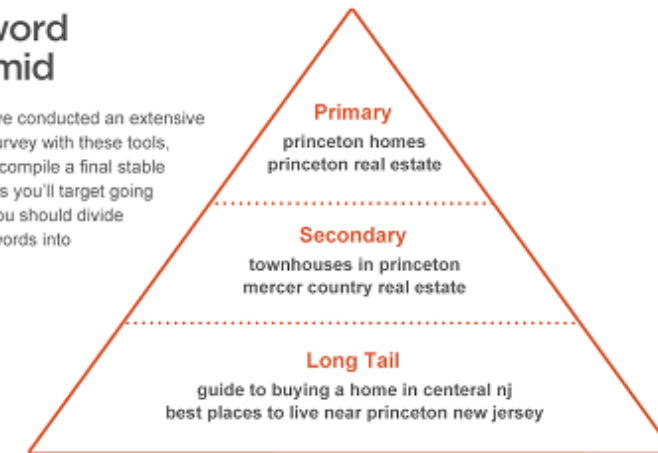 word
mid
ve conducted an extensive
urvey with these tools,
compile a final stable
s you'll target going
ou should divide
words into
Primary
princeton homes
princeton real estate
Secondary
townhouses in princeton
mercer country real estate
Long Tail
guide to buying a home in centeral nj
best places to live near princeton new jersey